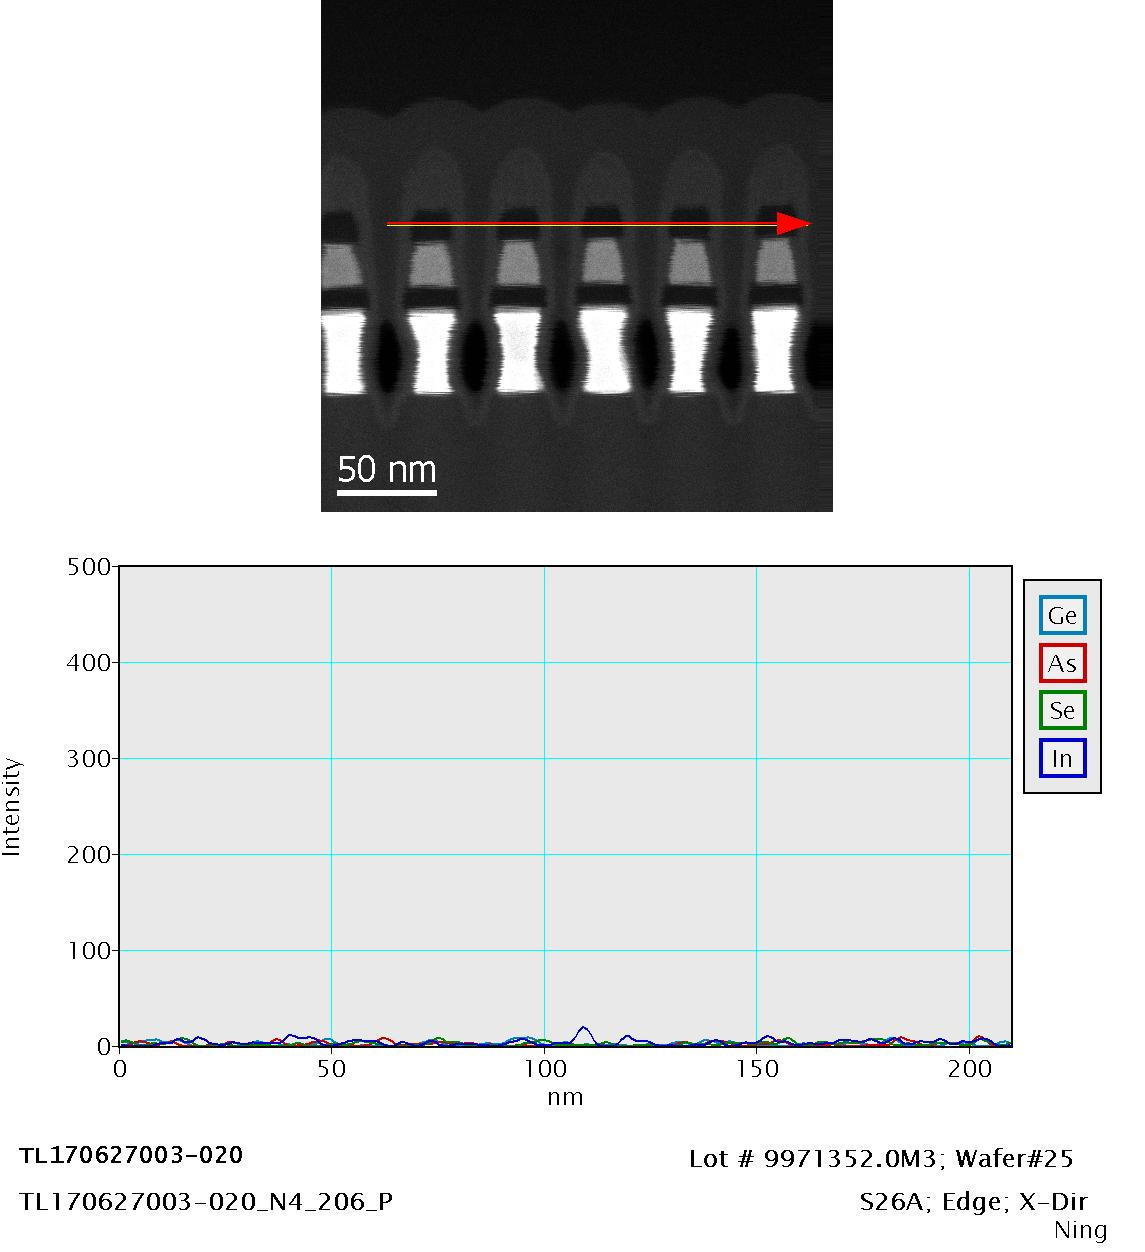 50 nm
500
400
300
200
100
0
Intensity
0 50 100 150 200
nm
Ge
As
Se
In
TL170627003-020
Lot # 9971352.0M3; Wafer#25
TL170627003-020_N4_206_P
S26A; Edge; X-Dir
Ning